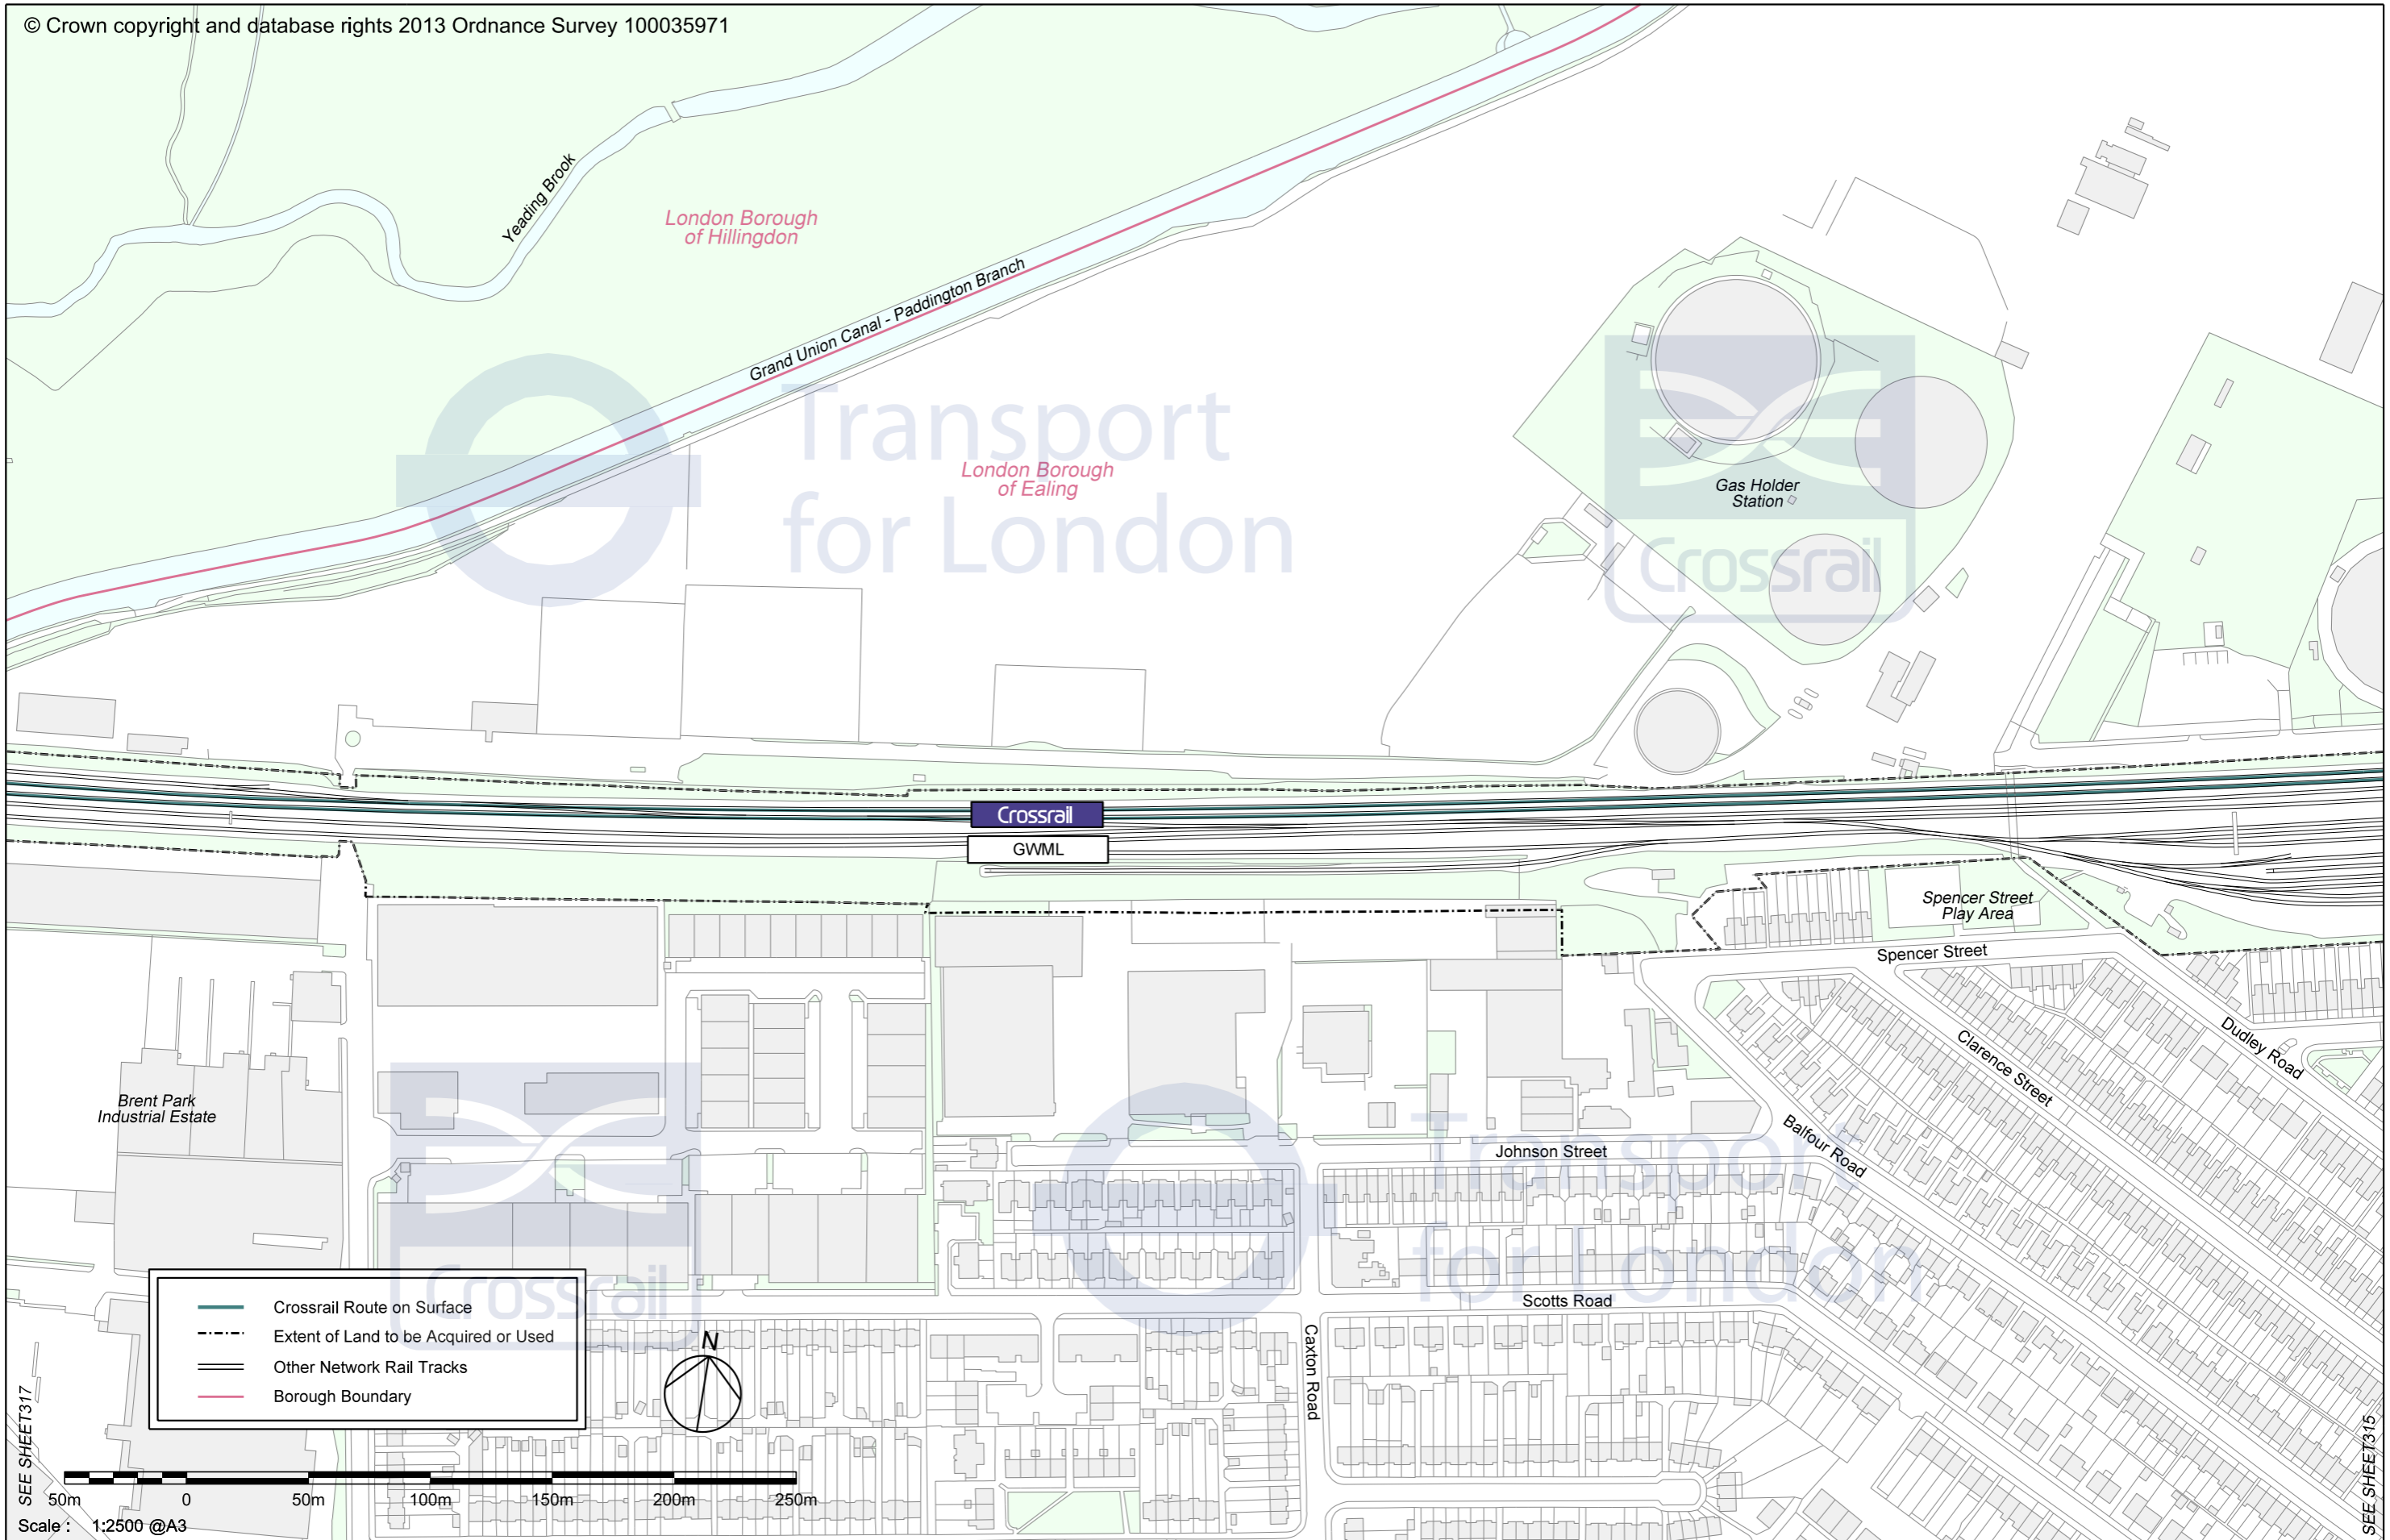 © Crown copyright and database rights 2013 Ordnance Survey 100035971
Yeading Brook
London Borough
of Hillingdon
Grand Union Canal - Paddington Branch
Transport
for London
London Borough
of Ealing
Gas Holder
Station
Crossrail
Crossrail
GWML
Spencer Street
Play Area
Spencer Street
Dudley Road
Clarence Street
Balfour Road
Brent Park
Industrial Estate
Johnson Street
Transport
for London
Crossrail
Scotts Road
Caxton Road
Crossrail Route on Surface
Extent of Land to be Acquired or Used
Other Network Rail Tracks
Borough Boundary
N
SEE SHEET317
SEE SHEET315
50m 0 50m 100m 150m 200m 250m
Scale : 1:2500 @A3